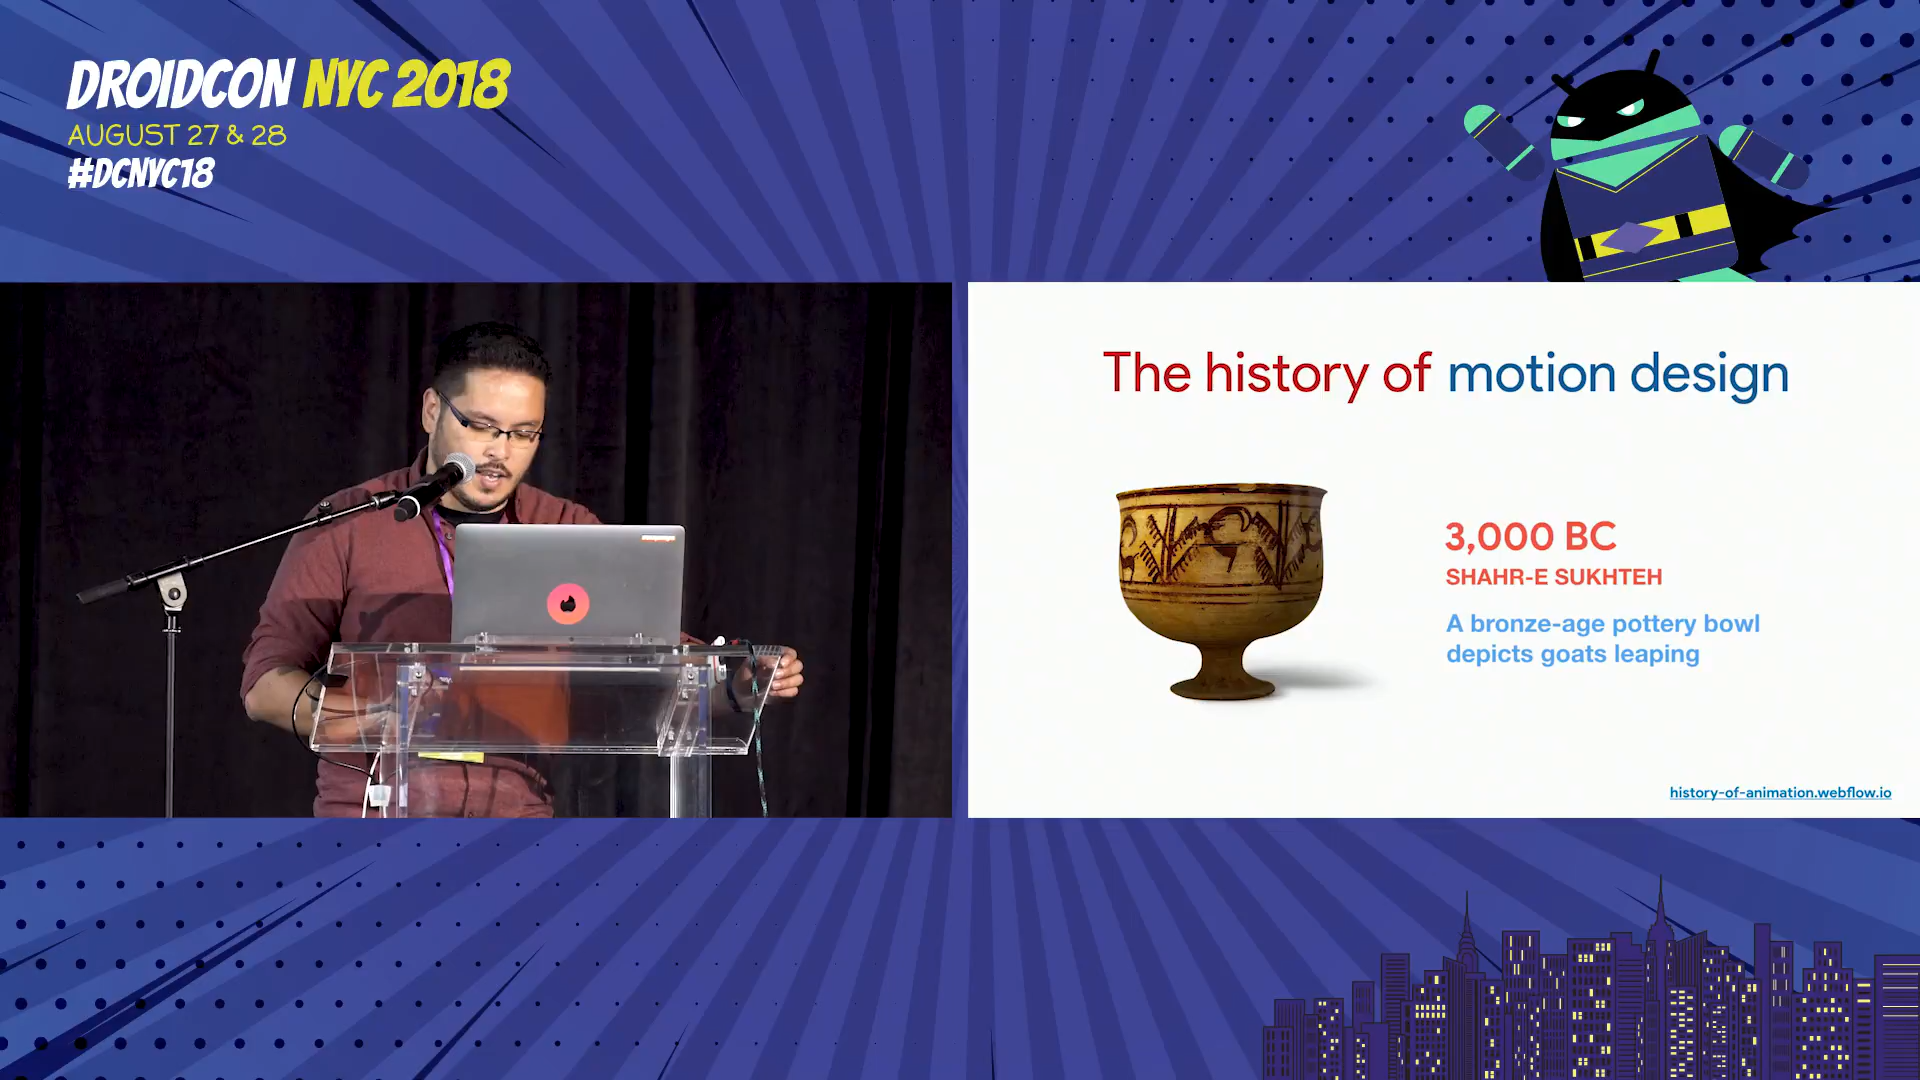 DROIDCON NYC 2018
AUGUST 27 & 28
#DCNYC18
The history of motion design
3,000 BC
SHAHR-E SUKHTEH
A bronze-age pottery bowl
depicts goats leaping
history-of-animation.webflow.io